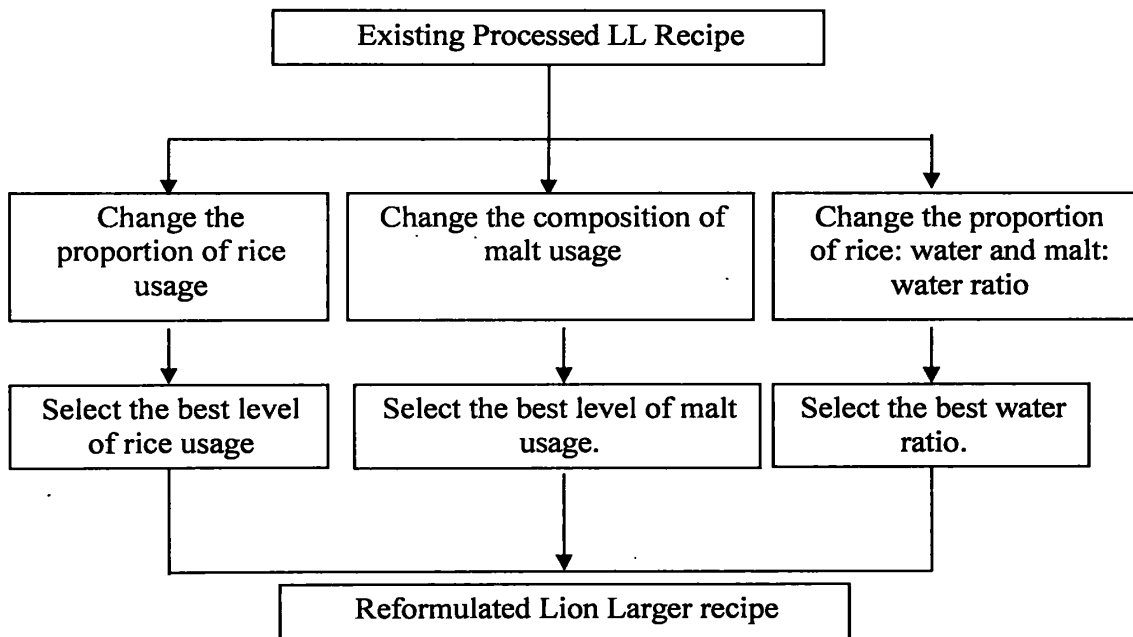 Existing Processed LL Recipe
Change the
proportion of rice
usage
Change the composition of
malt usage
Change the proportion
of rice: water and malt:
water ratio
Select the best level
of rice usage
Select the best level of malt
usage.
Select the best water
ratio.
Reformulated Lion Larger recipe